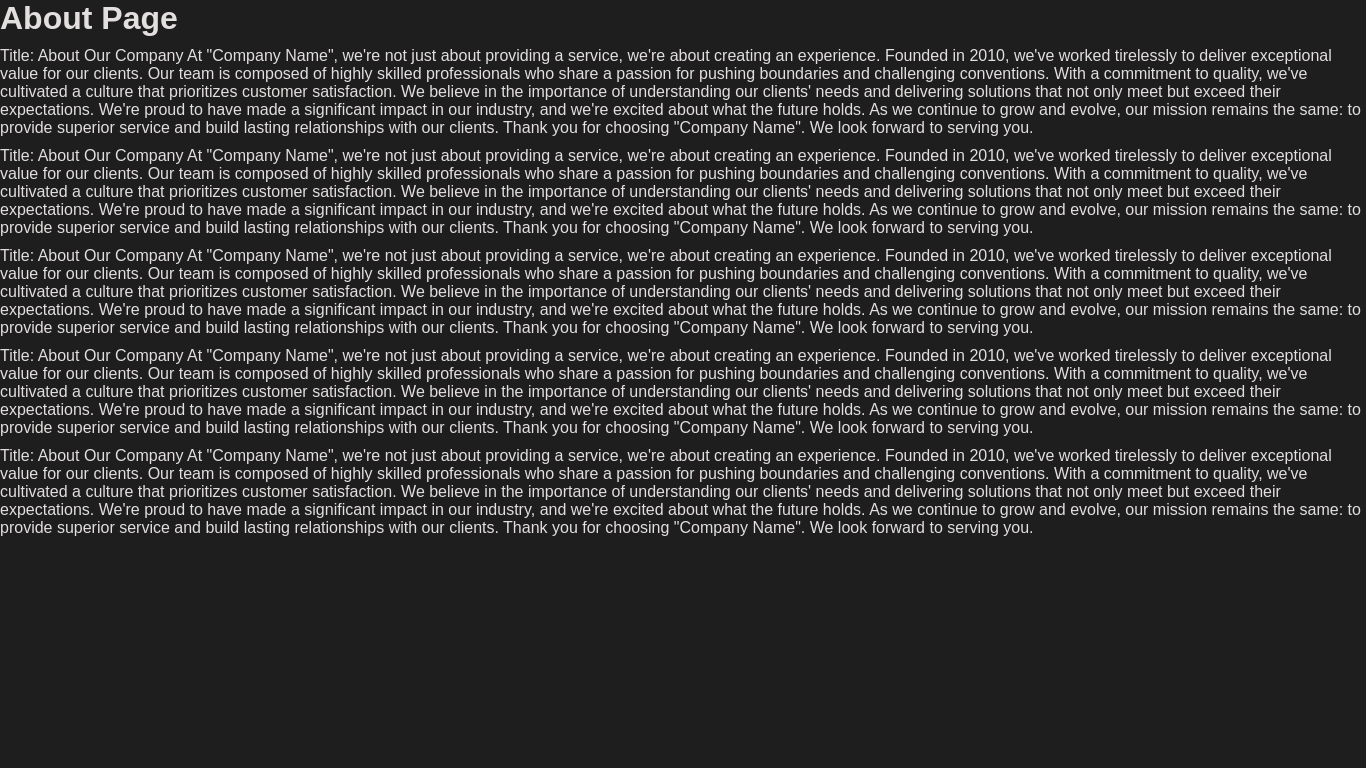 About Page
Title: About Our Company At "Company Name", we're not just about providing a service, we're about creating an experience. Founded in 2010, we've worked tirelessly to deliver exceptional
value for our clients. Our team is composed of highly skilled professionals who share a passion for pushing boundaries and challenging conventions. With a commitment to quality, we've
cultivated a culture that prioritizes customer satisfaction. We believe in the importance of understanding our clients' needs and delivering solutions that not only meet but exceed their
expectations. We're proud to have made a significant impact in our industry, and we're excited about what the future holds. As we continue to grow and evolve, our mission remains the same: to
provide superior service and build lasting relationships with our clients. Thank you for choosing "Company Name". We look forward to serving you.
Title: About Our Company At "Company Name", we're not just about providing a service, we're about creating an experience. Founded in 2010, we've worked tirelessly to deliver exceptional
value for our clients. Our team is composed of highly skilled professionals who share a passion for pushing boundaries and challenging conventions. With a commitment to quality, we've
cultivated a culture that prioritizes customer satisfaction. We believe in the importance of understanding our clients' needs and delivering solutions that not only meet but exceed their
expectations. We're proud to have made a significant impact in our industry, and we're excited about what the future holds. As we continue to grow and evolve, our mission remains the same: to
provide superior service and build lasting relationships with our clients. Thank you for choosing "Company Name". We look forward to serving you.
Title: About Our Company At "Company Name", we're not just about providing a service, we're about creating an experience. Founded in 2010, we've worked tirelessly to deliver exceptional
value for our clients. Our team is composed of highly skilled professionals who share a passion for pushing boundaries and challenging conventions. With a commitment to quality, we've
cultivated a culture that prioritizes customer satisfaction. We believe in the importance of understanding our clients' needs and delivering solutions that not only meet but exceed their
expectations. We're proud to have made a significant impact in our industry, and we're excited about what the future holds. As we continue to grow and evolve, our mission remains the same: to
provide superior service and build lasting relationships with our clients. Thank you for choosing "Company Name". We look forward to serving you.
Title: About Our Company At "Company Name", we're not just about providing a service, we're about creating an experience. Founded in 2010, we've worked tirelessly to deliver exceptional
value for our clients. Our team is composed of highly skilled professionals who share a passion for pushing boundaries and challenging conventions. With a commitment to quality, we've
cultivated a culture that prioritizes customer satisfaction. We believe in the importance of understanding our clients' needs and delivering solutions that not only meet but exceed their
expectations. We're proud to have made a significant impact in our industry, and we're excited about what the future holds. As we continue to grow and evolve, our mission remains the same: to
provide superior service and build lasting relationships with our clients. Thank you for choosing "Company Name". We look forward to serving you.
Title: About Our Company At "Company Name", we're not just about providing a service, we're about creating an experience. Founded in 2010, we've worked tirelessly to deliver exceptional
value for our clients. Our team is composed of highly skilled professionals who share a passion for pushing boundaries and challenging conventions. With a commitment to quality, we've
cultivated a culture that prioritizes customer satisfaction. We believe in the importance of understanding our clients' needs and delivering solutions that not only meet but exceed their
expectations. We're proud to have made a significant impact in our industry, and we're excited about what the future holds. As we continue to grow and evolve, our mission remains the same: to
provide superior service and build lasting relationships with our clients. Thank you for choosing "Company Name". We look forward to serving you.